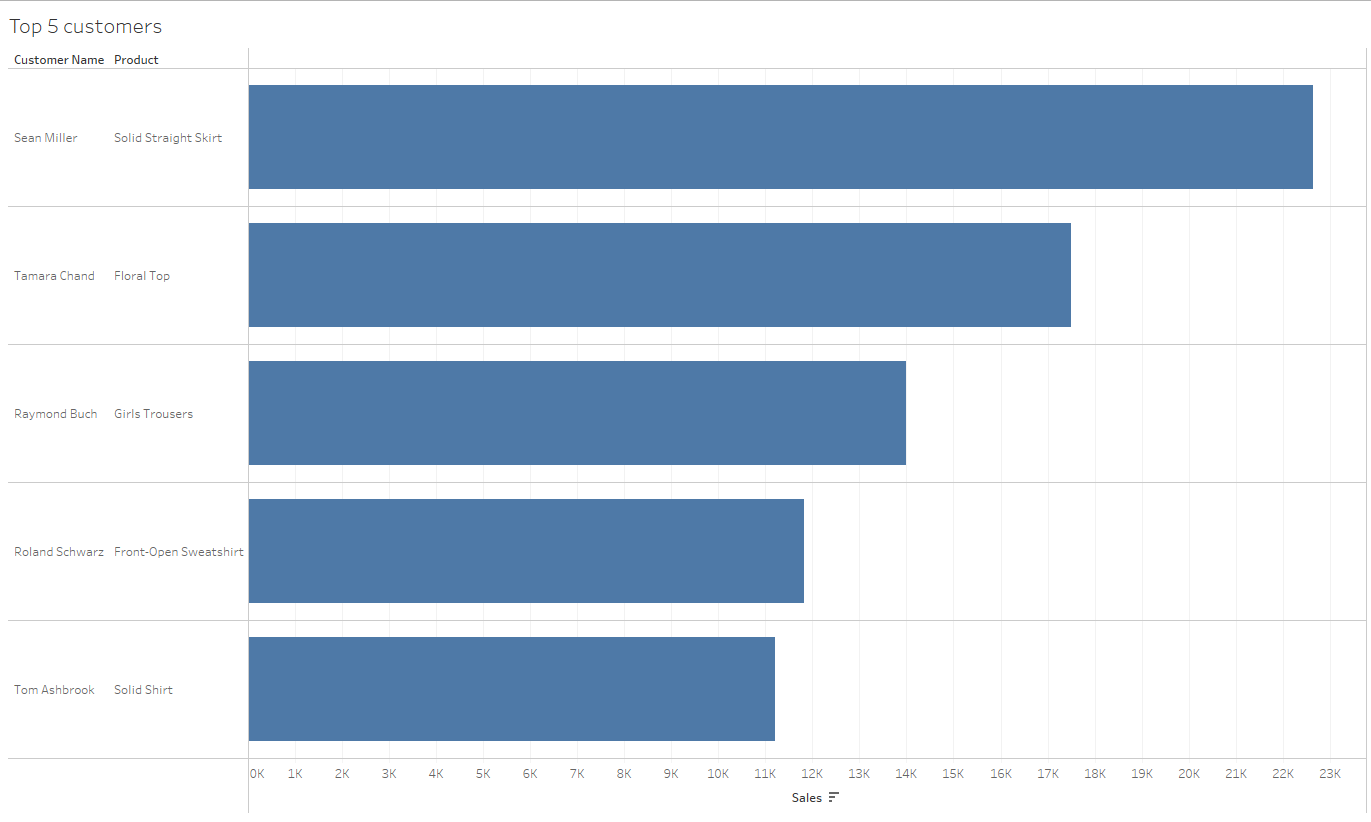 Top 5 customers
Customer Name Product
Sean Miller Solid Straight Skirt
Tamara Chand Floral Top
Raymond Buch Girls Trousers
Roland Schwarz Front-Open Sweatshirt
Tom Ashbrook Solid Shirt
0K 1K 2K 3K 4K 5K 6K 7K 8K 9K 10K 11K 12K 13K 14K 15K 16K 17K 18K 19K 20K 21K 22K 23K
Sales